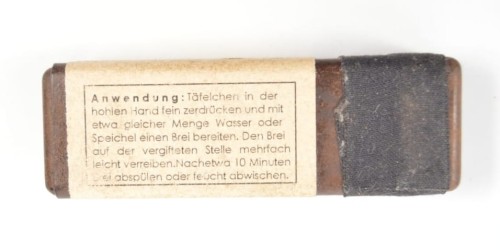 Anwendung: Täfelchen in der
hohlen Hand fein zerdrücken und mit
etwa gleicher Menge Wasser oder
Speichel einen Brei bereiten. Den Brei
auf der vergifteten Stelle mehrfach
leicht verreiben. Nach etwa 10 Minuten
Brei abspülen oder feucht abwischen.